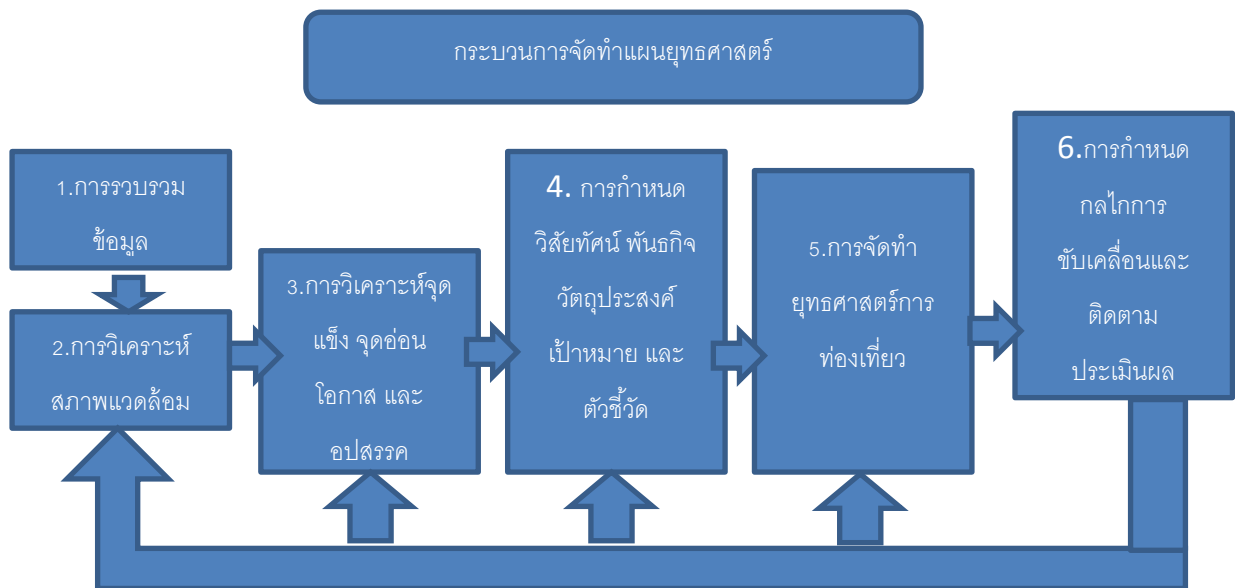 กระบวนการจัดทำแผนยุทธศาสตร์
1.การรวบรวม
ข้อมูล
2.การวิเคราะห์
สภาพแวดล้อม
3.การวิเคราะห์จุด
แข็ง จุดอ่อน
โอกาส และ
อปสรรค
4. การกำหนด
วิสัยทัศน์ พันธกิจ
วัตถุประสงค์
เป้าหมาย และ
ตัวชี้วัด
5.การจัดทำ
ยุทธศาสตร์การ
ท่องเที่ยว
6.การกำหนด
กลไกการ
ขับเคลื่อนและ
ติดตาม
ประเมินผล